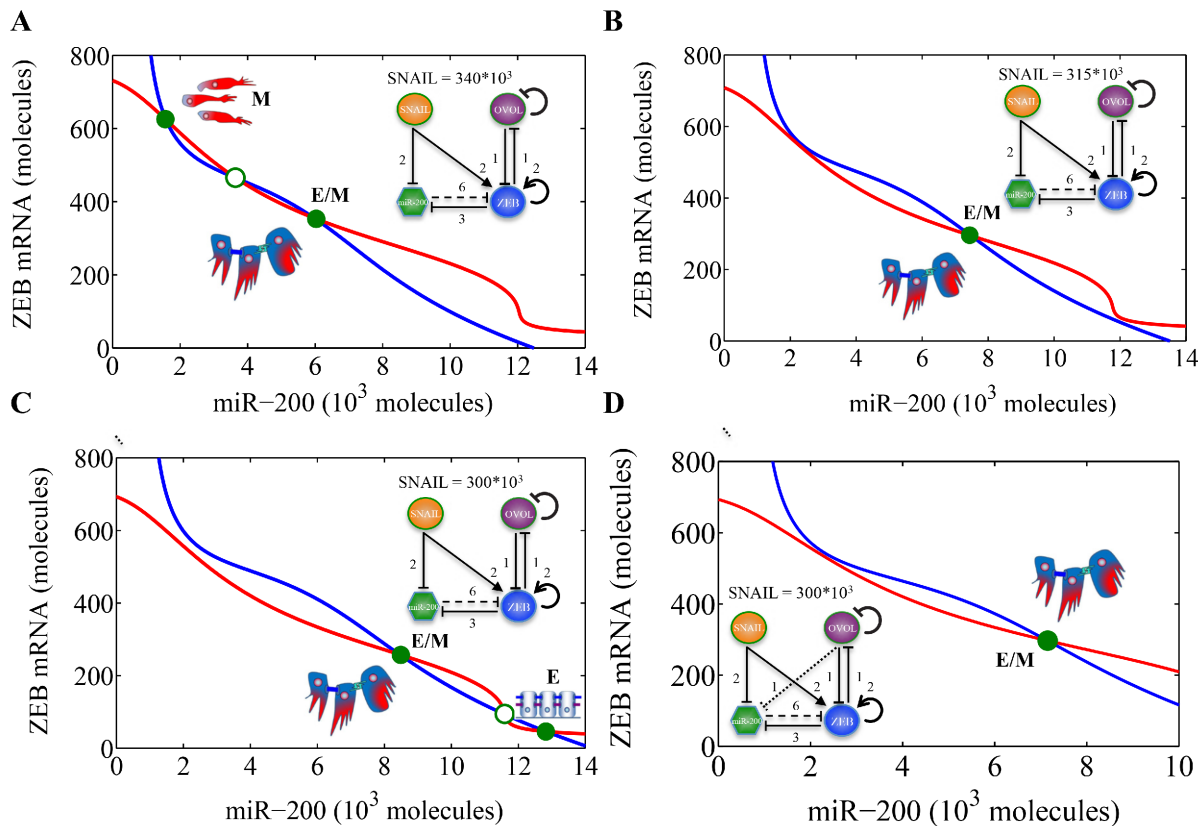 A
ZEB mRNA (molecules)
800
600
400
200
0
0 2 4 6 8 10 12 14
miR−200 (10³ molecules)
M
E/M
SNAIL = 340*10³
SNAIL
OVOL
2
2
1
1
2
miR-200
6
3
ZEB
B
ZEB mRNA (molecules)
800
600
400
200
0
0 2 4 6 8 10 12 14
miR−200 (10³ molecules)
E/M
SNAIL = 315*10³
SNAIL
OVOL
2
2
1
1
2
miR-200
6
3
ZEB
C
ZEB mRNA (molecules)
800
600
400
200
0
0 2 4 6 8 10 12 14
miR−200 (10³ molecules)
E/M
E
SNAIL = 300*10³
SNAIL
OVOL
2
2
1
1
2
miR-200
6
3
ZEB
D
ZEB mRNA (molecules)
800
600
400
200
0
0 2 4 6 8 10
miR−200 (10³ molecules)
E/M
SNAIL = 300*10³
SNAIL
OVOL
2
1
2
1
1
2
miR-200
6
3
ZEB